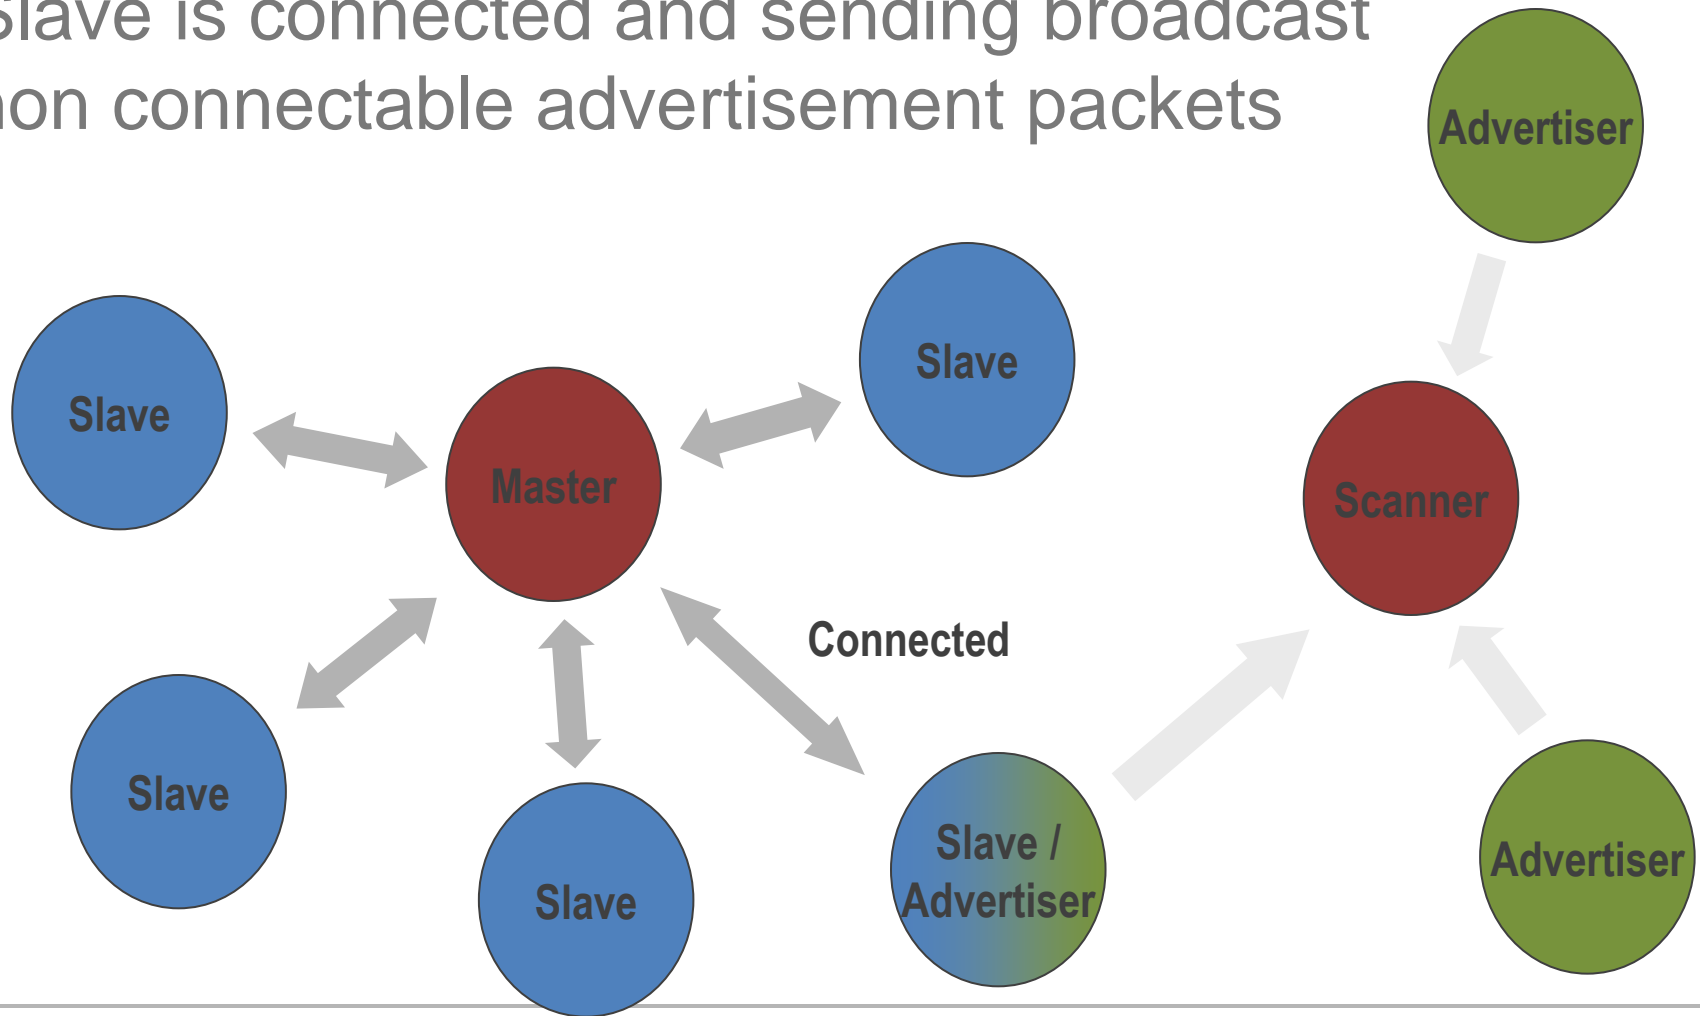 Slave is connected and sending broadcast
non connectable advertisement packets
Advertiser
Slave
Slave
Master
Scanner
Connected
Slave
Slave
Slave /
Advertiser
Advertiser